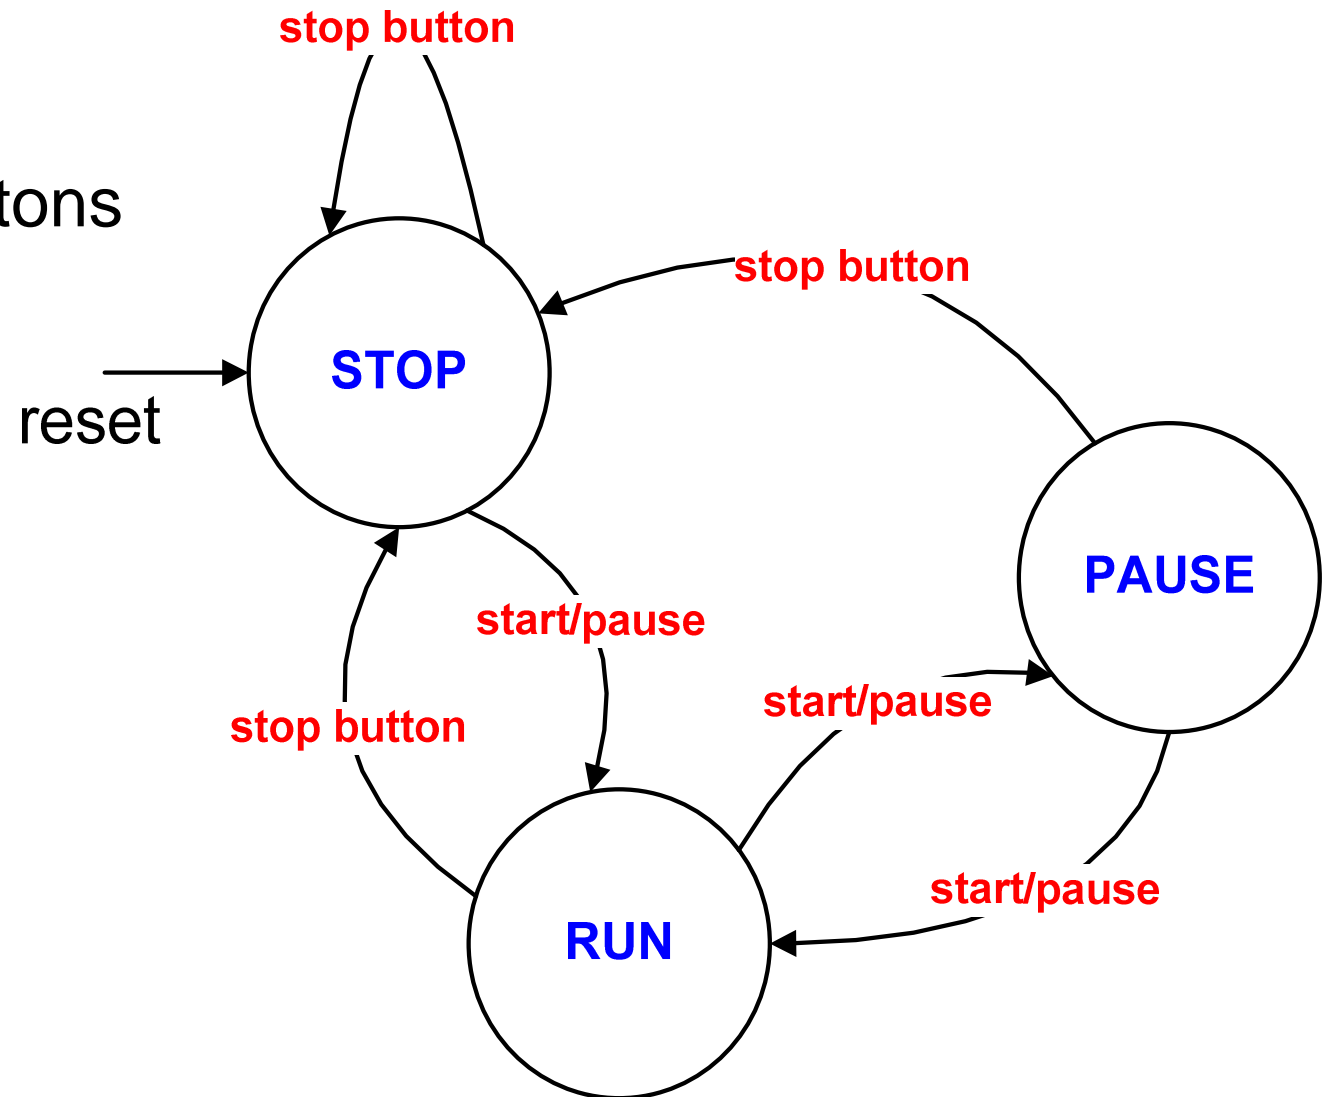 stop button
tons
stop button
STOP
reset
PAUSE
start/pause
start/pause
stop button
start/pause
RUN